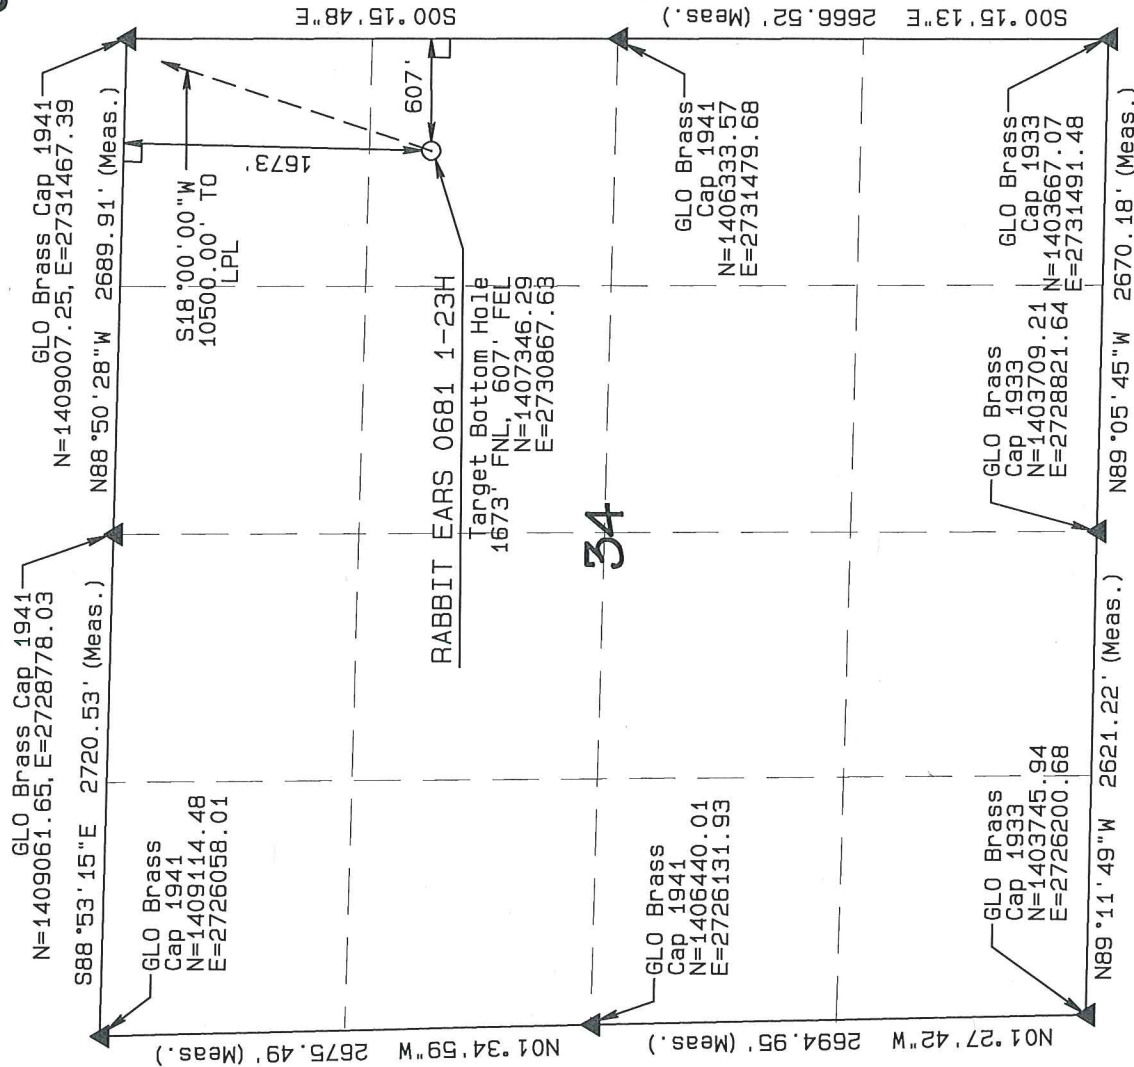 GLO Brass Cap 1941
N=1409061.65, E=2728778.03
GLO Brass Cap 1941
N=1409007.25, E=2731467.39
S88°53'15"E 2720.53' (Meas.)
N88°50'28"W 2689.91' (Meas.)
GLO Brass
Cap 1941
N=1409114.48
E=2726058.01
S18°00'00"W
10500.00' TO
LPL
1673'
607'
S00°15'48"E
RABBIT EARS 0681 1-23H
Target Bottom Hole
1673' FNL, 607' FEL
N=1407346.29
E=2730867.63
N01°34'59"W 2675.49' (Meas.)
34
GLO Brass
Cap 1941
N=1406333.57
E=2731479.68
GLO Brass
Cap 1941
N=1406440.01
E=2726131.93
S00°15'13"E 2666.52' (Meas.)
N01°27'42"W 2694.95' (Meas.)
GLO Brass
Cap 1933
N=1403745.94
E=2726200.68
GLO Brass
Cap 1933
N=1403709.21
E=2728821.64
GLO Brass
Cap 1933
N=1403667.07
E=2731491.48
N89°11'49"W 2621.22' (Meas.)
N89°05'45"W 2670.18' (Meas.)